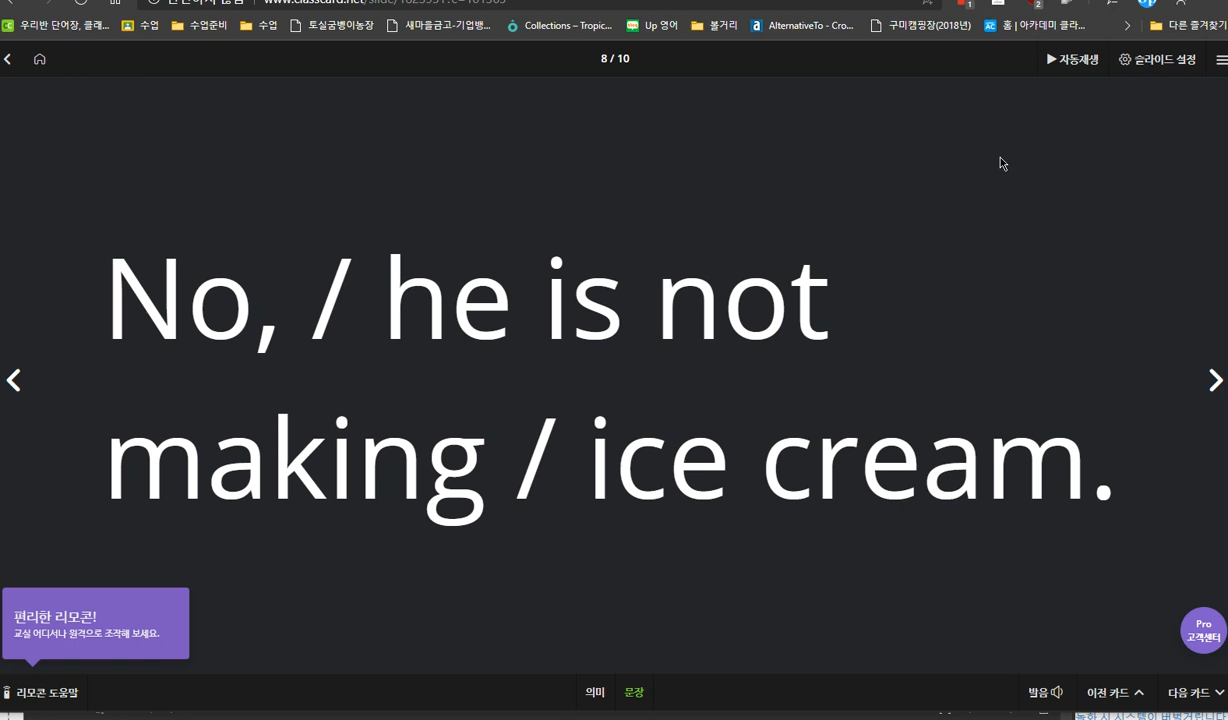 우리반 단어장, 클래... 수업 수업준비 수업 토실굼벵이농장 새마을금고-기업뱅... Collections – Tropic... Up 영어 볼거리 AlternativeTo - Cro... 구미캠핑장(2018년) 홈 | 아카데미 클라... 다른 즐겨찾기
8 / 10
자동재생 슬라이드 설정
No, / he is not
making / ice cream.
편리한 리모콘!
교실 어디서나 원격으로 조작해 보세요.
Pro
고객센터
리모콘 도움말 의미 문장 발음 이전 카드 다음 카드